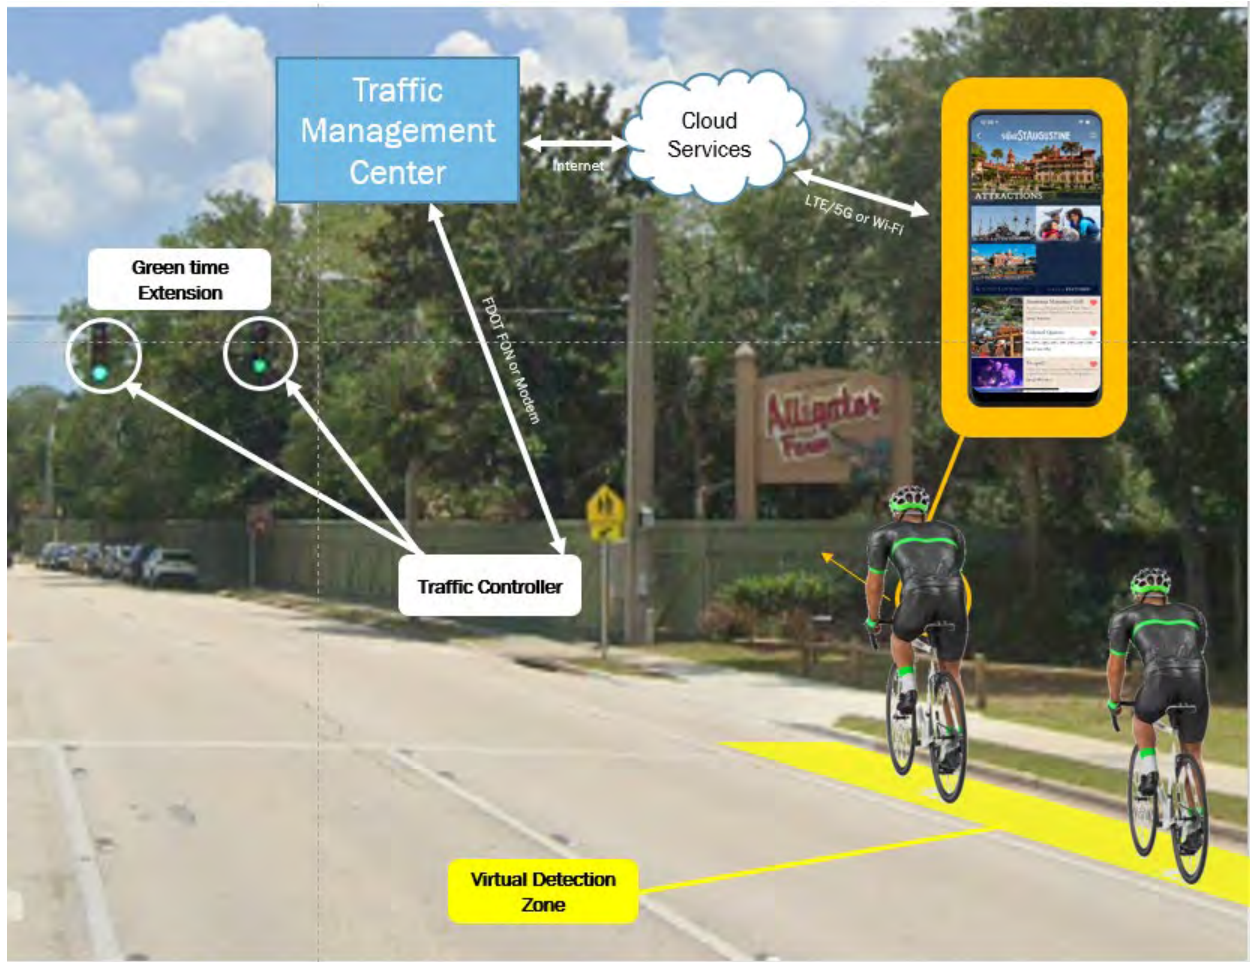 Traffic
Management
Center
Cloud
Services
Internet
LTE/5G or Wi-Fi
visitSTAUGUSTINE
ATTRACTIONS
Green time
Extension
FDOT FON or Modem
Alligator
Farm
Traffic Controller
Virtual Detection
Zone